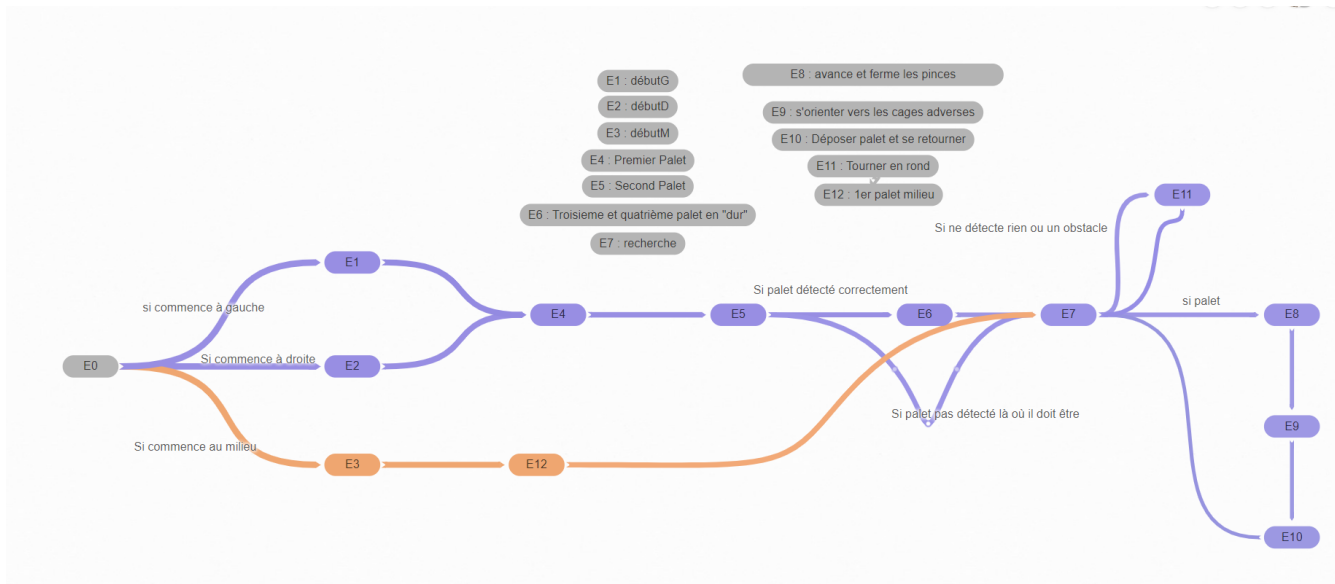 E1 : débutG
E2 : débutD
E3 : débutM
E4 : Premier Palet
E5 : Second Palet
E6 : Troisieme et quatrième palet en "dur"
E7 : recherche
E8 : avance et ferme les pinces
E9 : s'orienter vers les cages adverses
E10 : Déposer palet et se retourner
E11 : Tourner en rond
E12 : 1er palet milieu
E0
si commence à gauche
Si commence à droite
Si commence au milieu
E1
E2
E3
E4
E12
E5
Si palet détecté correctement
E6
Si palet pas détecté là où il doit être
E7
Si ne détecte rien ou un obstacle
E11
si palet
E8
E9
E10